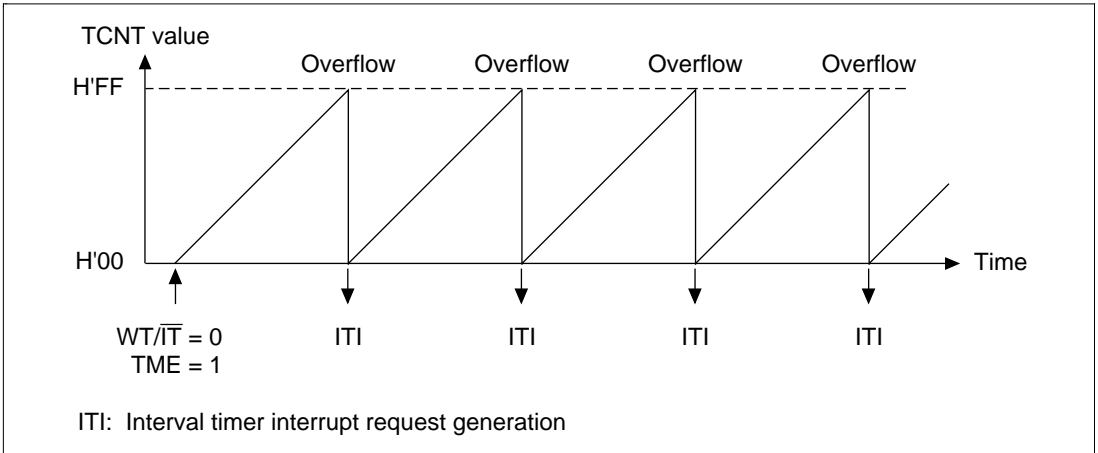 TCNT value
Overflow Overflow Overflow Overflow
H'FF
H'00
Time
WT/I̅T̅ = 0
TME = 1
ITI ITI ITI ITI
ITI: Interval timer interrupt request generation